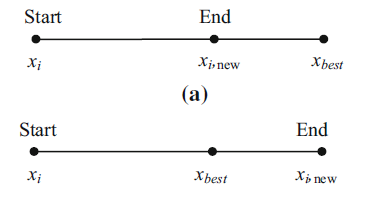 Start End
x_i x_i,new x_best
(a)
Start End
x_i x_best x_i,new